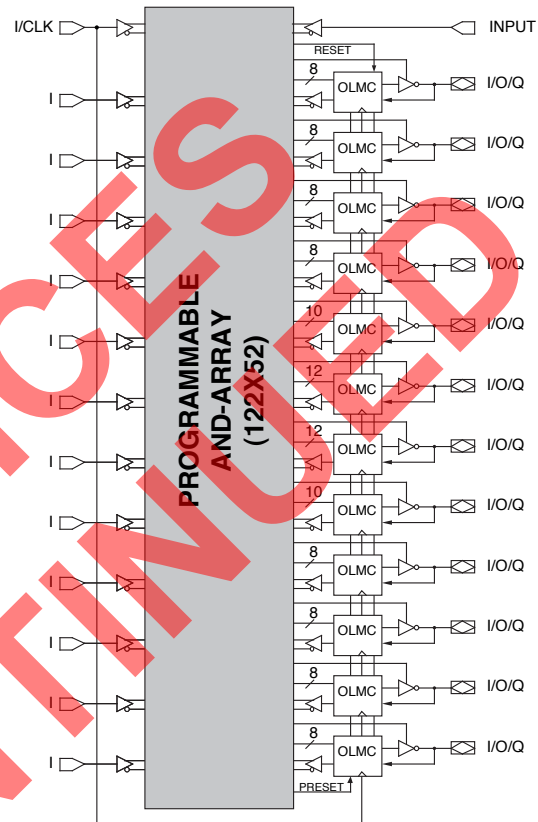 I/CLK INPUT
RESET
8 OLMC I/O/Q
I
8 OLMC I/O/Q
I
8 OLMC I/O/Q
I
8 OLMC I/O/Q
I
10 OLMC I/O/Q
I
12 OLMC I/O/Q
I
12 OLMC I/O/Q
I
10 OLMC I/O/Q
I
8 OLMC I/O/Q
I
8 OLMC I/O/Q
I
8 OLMC I/O/Q
I
8 OLMC I/O/Q
I
PRESET
PROGRAMMABLE
AND-ARRAY
(122X52)
ICES
TINUED